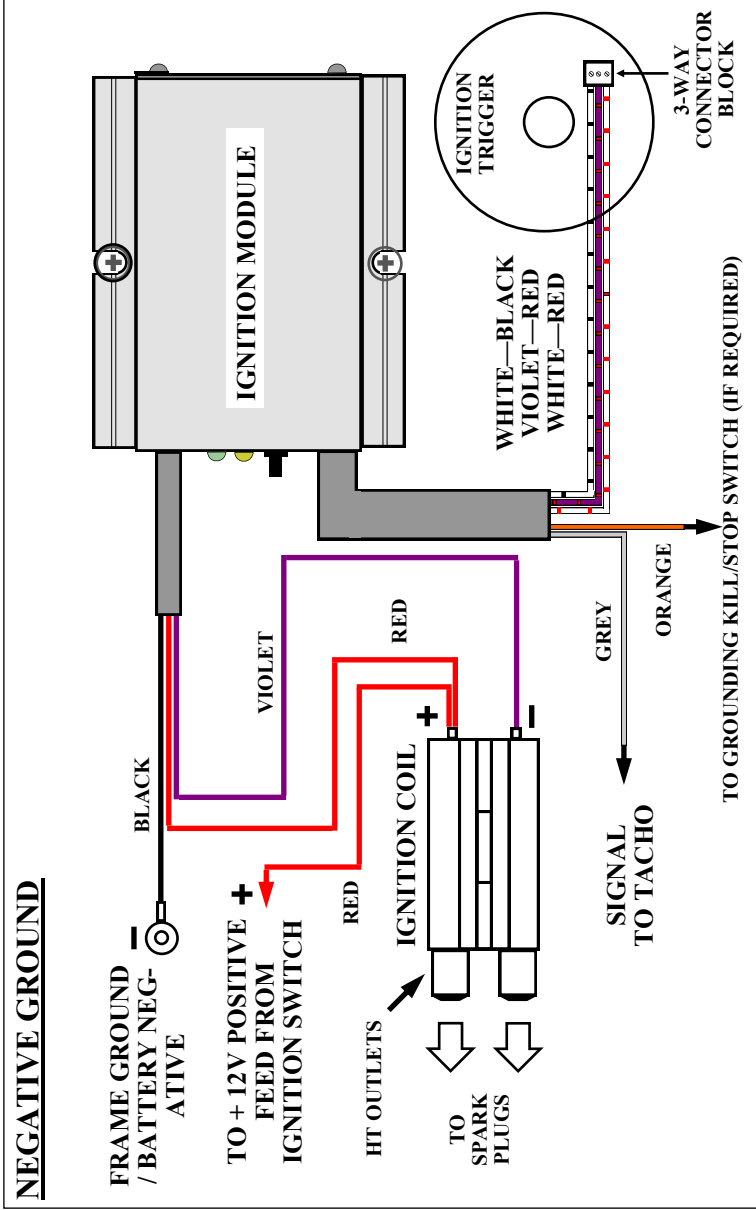 NEGATIVE GROUND
FRAME GROUND
/ BATTERY NEG-
ATIVE
−
BLACK
TO + 12V POSITIVE
FEED FROM
IGNITION SWITCH
+
RED
VIOLET
RED
HT OUTLETS
IGNITION COIL
+
−
TO
SPARK
PLUGS
SIGNAL
TO TACHO
GREY
ORANGE
TO GROUNDING KILL/STOP SWITCH (IF REQUIRED)
IGNITION MODULE
WHITE—BLACK
VIOLET—RED
WHITE—RED
IGNITION
TRIGGER
3-WAY
CONNECTOR
BLOCK